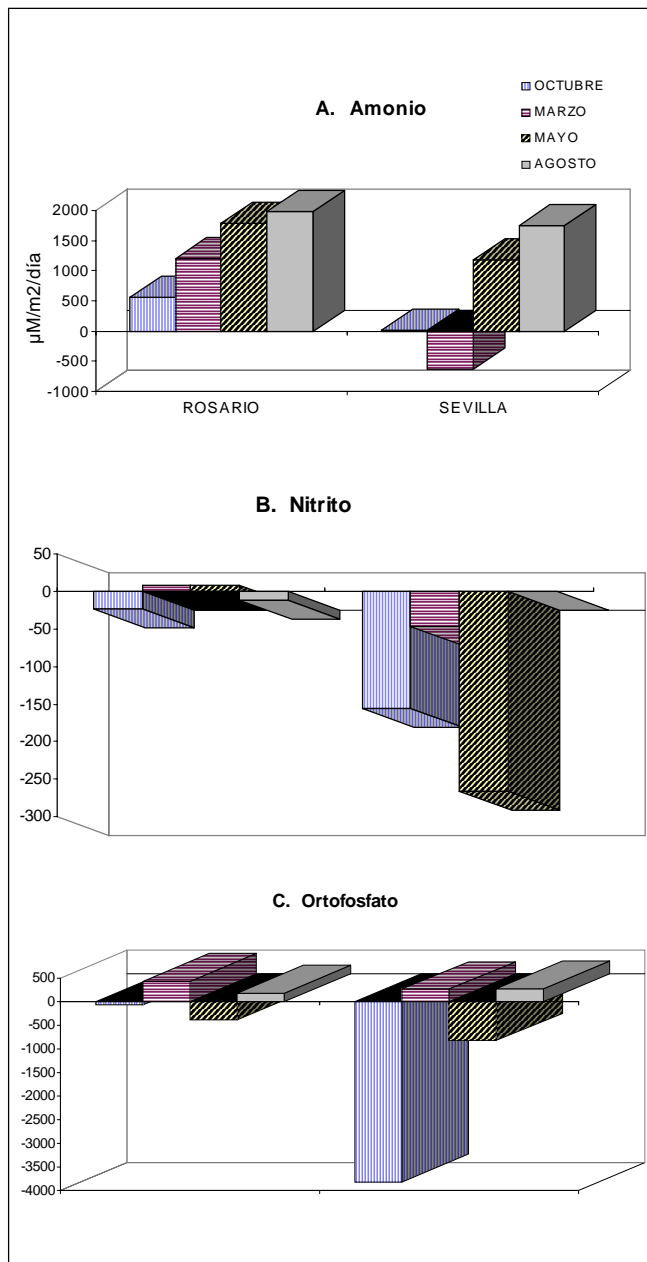 OCTUBRE
MARZO
MAYO
AGOSTO
A. Amonio
µM/m2/día
2000
1500
1000
500
0
-500
-1000
ROSARIO SEVILLA
B. Nitrito
50
0
-50
-100
-150
-200
-250
-300
C. Ortofosfato
500
0
-500
-1000
-1500
-2000
-2500
-3000
-3500
-4000